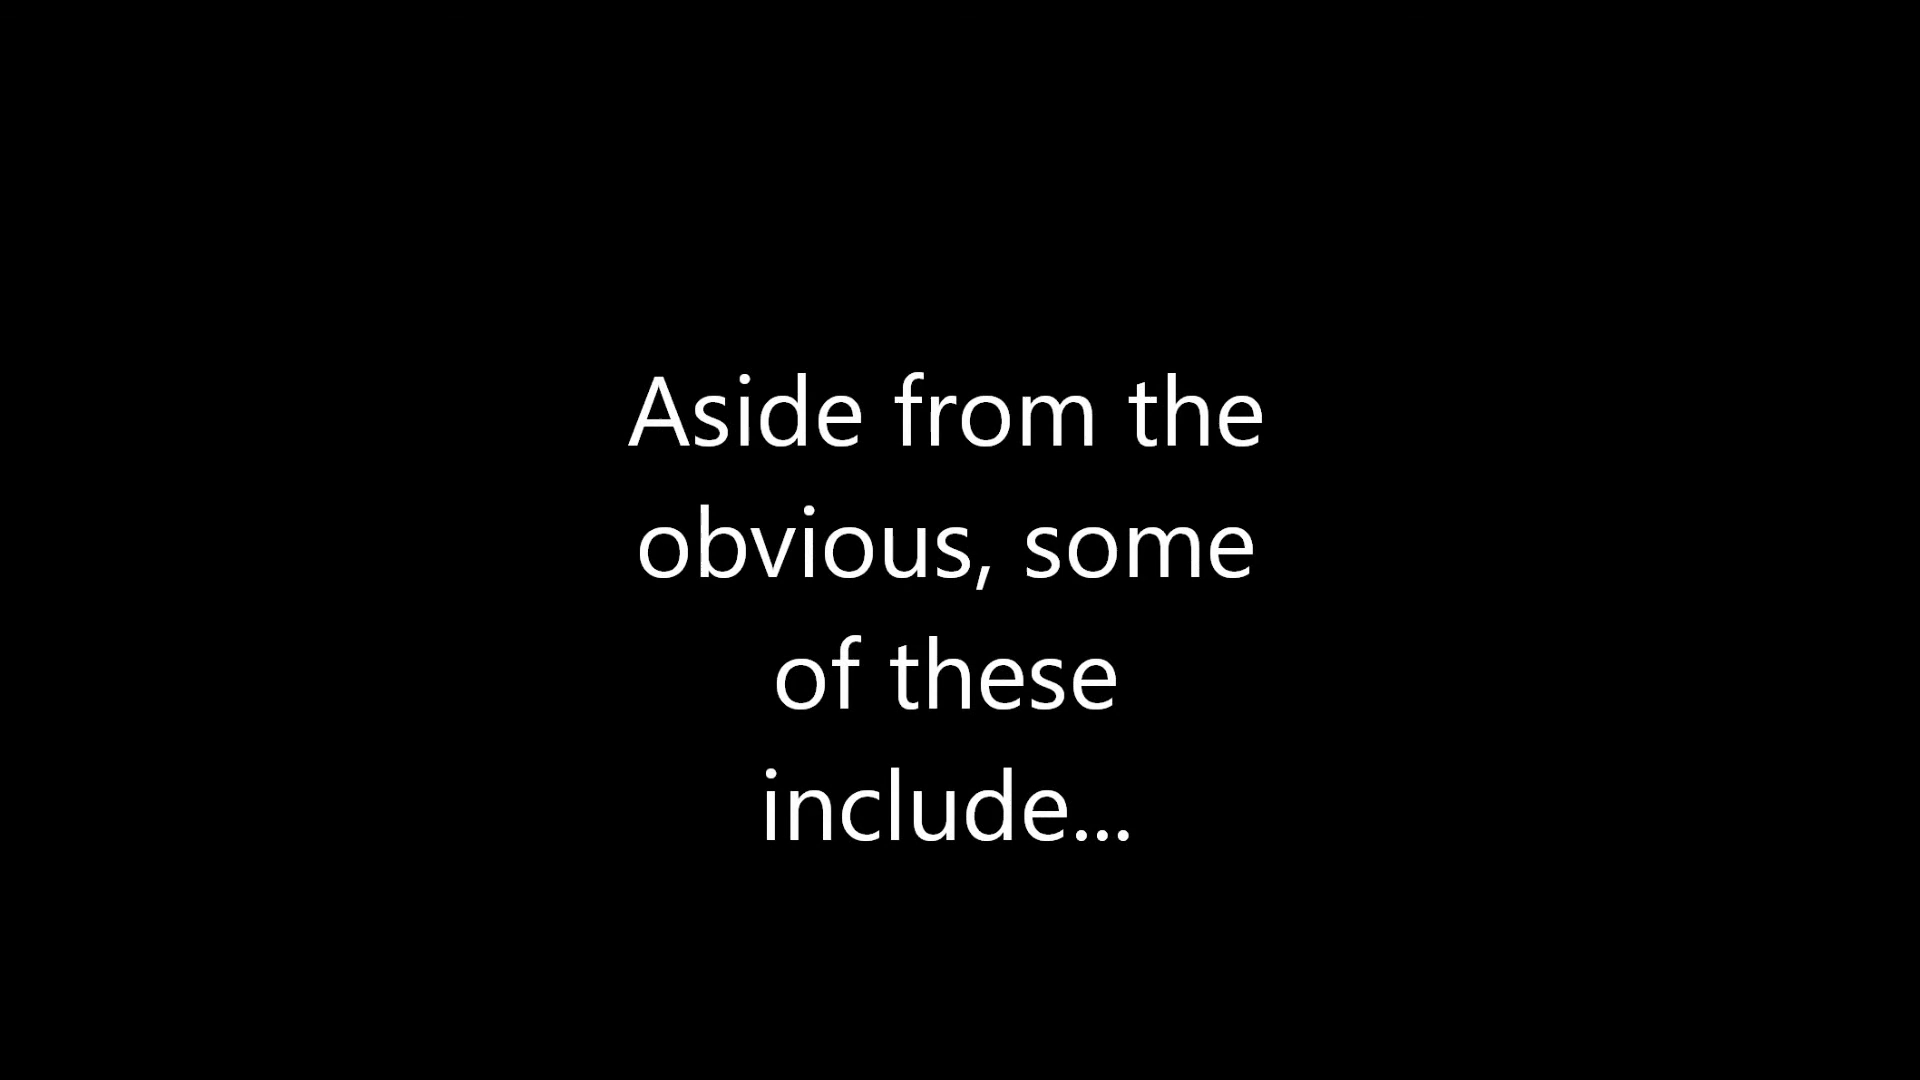 Aside from the
obvious, some
of these
include...